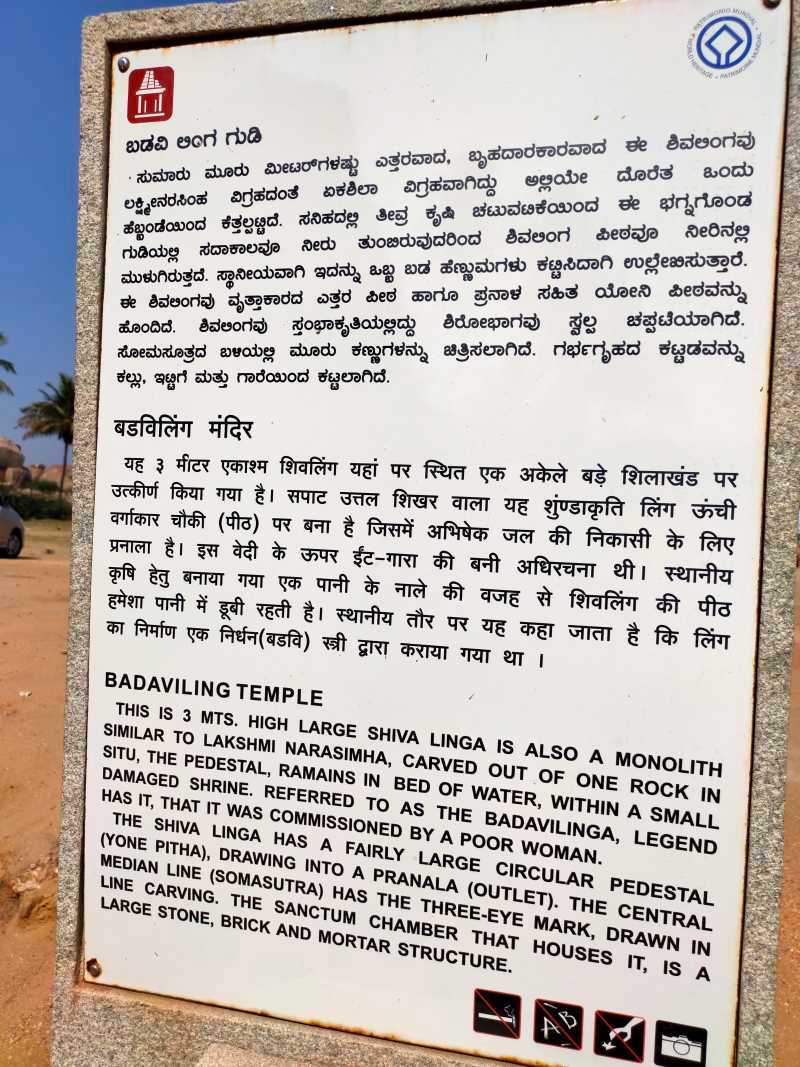 PATRIMONIO MUNDIAL • WORLD HERITAGE • PATRIMOINE MONDIAL
ಬಡವಿ ಲಿಂಗ ಗುಡಿ
ಸುಮಾರು ಮೂರು ಮೀಟರ್‌ಗಳಷ್ಟು ಎತ್ತರವಾದ, ಬೃಹದಾಕಾರವಾದ ಈ ಶಿವಲಿಂಗವು
ಲಕ್ಷ್ಮೀನರಸಿಂಹ ವಿಗ್ರಹದಂತೆ ಏಕಶಿಲಾ ವಿಗ್ರಹವಾಗಿದ್ದು ಅಲ್ಲಿಯೇ ದೊರೆತ ಒಂದು
ಹೆಬ್ಬಂಡೆಯಿಂದ ಕೆತ್ತಲ್ಪಟ್ಟಿದೆ. ಸನಿಹದಲ್ಲಿ ತೀವ್ರ ಕೃಷಿ ಚಟುವಟಿಕೆಯಿಂದ ಈ ಭಗ್ನಗೊಂಡ
ಗುಡಿಯಲ್ಲಿ ಸದಾಕಾಲವೂ ನೀರು ತುಂಬಿರುವುದರಿಂದ ಶಿವಲಿಂಗ ಪೀಠವೂ ನೀರಿನಲ್ಲಿ
ಮುಳುಗಿರುತ್ತದೆ. ಸ್ಥಾನೀಯವಾಗಿ ಇದನ್ನು ಒಬ್ಬ ಬಡ ಹೆಣ್ಣುಮಗಳು ಕಟ್ಟಿಸಿದಾಗಿ ಉಲ್ಲೇಖಿಸುತ್ತಾರೆ.
ಈ ಶಿವಲಿಂಗವು ವೃತ್ತಾಕಾರದ ಎತ್ತರ ಪೀಠ ಹಾಗೂ ಪ್ರನಾಳ ಸಹಿತ ಯೋನಿ ಪೀಠವನ್ನು
ಹೊಂದಿದೆ. ಶಿವಲಿಂಗವು ಸ್ತಂಭಾಕೃತಿಯಲ್ಲಿದ್ದು ಶಿರೋಭಾಗವು ಸ್ವಲ್ಪ ಚಪ್ಪಟೆಯಾಗಿದೆ.
ಸೋಮಸೂತ್ರದ ಬಳಿಯಲ್ಲಿ ಮೂರು ಕಣ್ಣುಗಳನ್ನು ಚಿತ್ರಿಸಲಾಗಿದೆ. ಗರ್ಭಗೃಹದ ಕಟ್ಟಡವನ್ನು
ಕಲ್ಲು, ಇಟ್ಟಿಗೆ ಮತ್ತು ಗಾರೆಯಿಂದ ಕಟ್ಟಲಾಗಿದೆ.
बडविलिंग मंदिर
यह ३ मीटर एकाश्म शिवलिंग यहां पर स्थित एक अकेले बड़े शिलाखंड पर
उत्कीर्ण किया गया है। सपाट उत्तल शिखर वाला यह शुंण्डाकृति लिंग ऊंची
वर्गाकार चौकी (पीठ) पर बना है जिसमें अभिषेक जल की निकासी के लिए
प्रनाला है। इस वेदी के ऊपर ईंट-गारा की बनी अधिरचना थी। स्थानीय
कृषि हेतु बनाया गया एक पानी के नाले की वजह से शिवलिंग की पीठ
हमेशा पानी में डूबी रहती है। स्थानीय तौर पर यह कहा जाता है कि लिंग
का निर्माण एक निर्धन(बडवि) स्त्री द्वारा कराया गया था ।
BADAVILING TEMPLE
THIS IS 3 MTS. HIGH LARGE SHIVA LINGA IS ALSO A MONOLITH
SIMILAR TO LAKSHMI NARASIMHA, CARVED OUT OF ONE ROCK IN
SITU, THE PEDESTAL, RAMAINS IN BED OF WATER, WITHIN A SMALL
DAMAGED SHRINE. REFERRED TO AS THE BADAVILINGA, LEGEND
HAS IT, THAT IT WAS COMMISSIONED BY A POOR WOMAN.
THE SHIVA LINGA HAS A FAIRLY LARGE CIRCULAR PEDESTAL
(YONE PITHA), DRAWING INTO A PRANALA (OUTLET). THE CENTRAL
MEDIAN LINE (SOMASUTRA) HAS THE THREE-EYE MARK, DRAWN IN
LINE CARVING. THE SANCTUM CHAMBER THAT HOUSES IT, IS A
LARGE STONE, BRICK AND MORTAR STRUCTURE.
AB